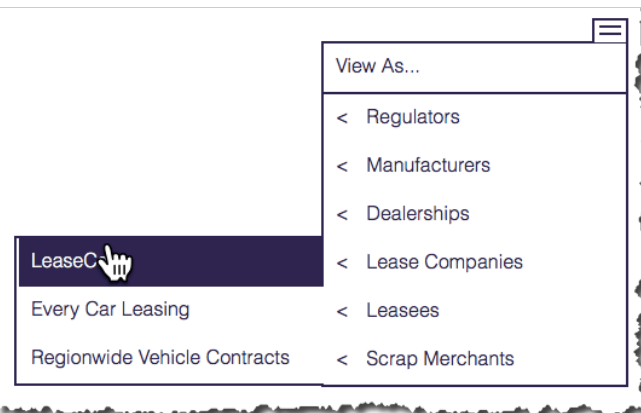 View As...
< Regulators
< Manufacturers
< Dealerships
< Lease Companies
< Leasees
< Scrap Merchants
Every Car Leasing
Regionwide Vehicle Contracts